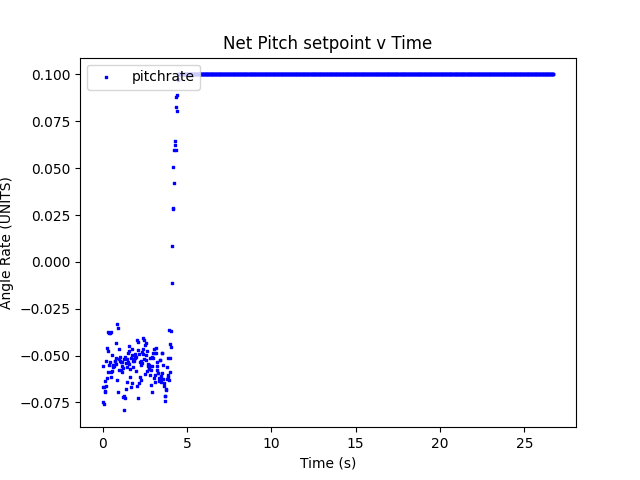 Net Pitch setpoint v Time
pitchrate
0.100
0.075
0.050
0.025
0.000
−0.025
−0.050
−0.075
Angle Rate (UNITS)
0 5 10 15 20 25
Time (s)